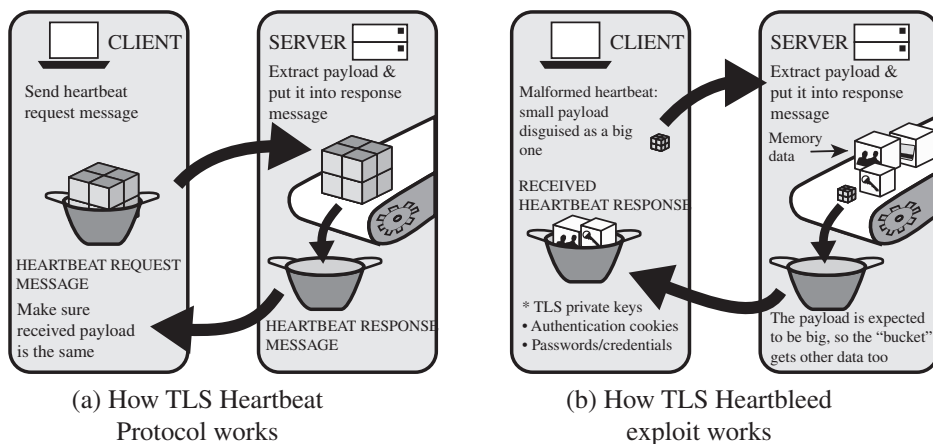 CLIENT
Send heartbeat
request message
HEARTBEAT REQUEST
MESSAGE
Make sure
received payload
is the same
SERVER
Extract payload &
put it into response
message
HEARTBEAT RESPONSE
MESSAGE
(a) How TLS Heartbeat
Protocol works
CLIENT
Malformed heartbeat:
small payload
disguised as a big
one
RECEIVED
HEARTBEAT RESPONSE
* TLS private keys
• Authentication cookies
• Passwords/credentials
SERVER
Extract payload &
put it into response
message
Memory
data
The payload is expected
to be big, so the “bucket”
gets other data too
(b) How TLS Heartbleed
exploit works